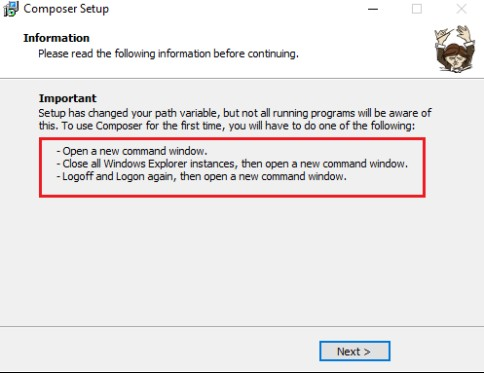 Composer Setup
Information
Please read the following information before continuing.
Important
Setup has changed your path variable, but not all running programs will be aware of
this. To use Composer for the first time, you will have to do one of the following:
- Open a new command window.
- Close all Windows Explorer instances, then open a new command window.
- Logoff and Logon again, then open a new command window.
Next >